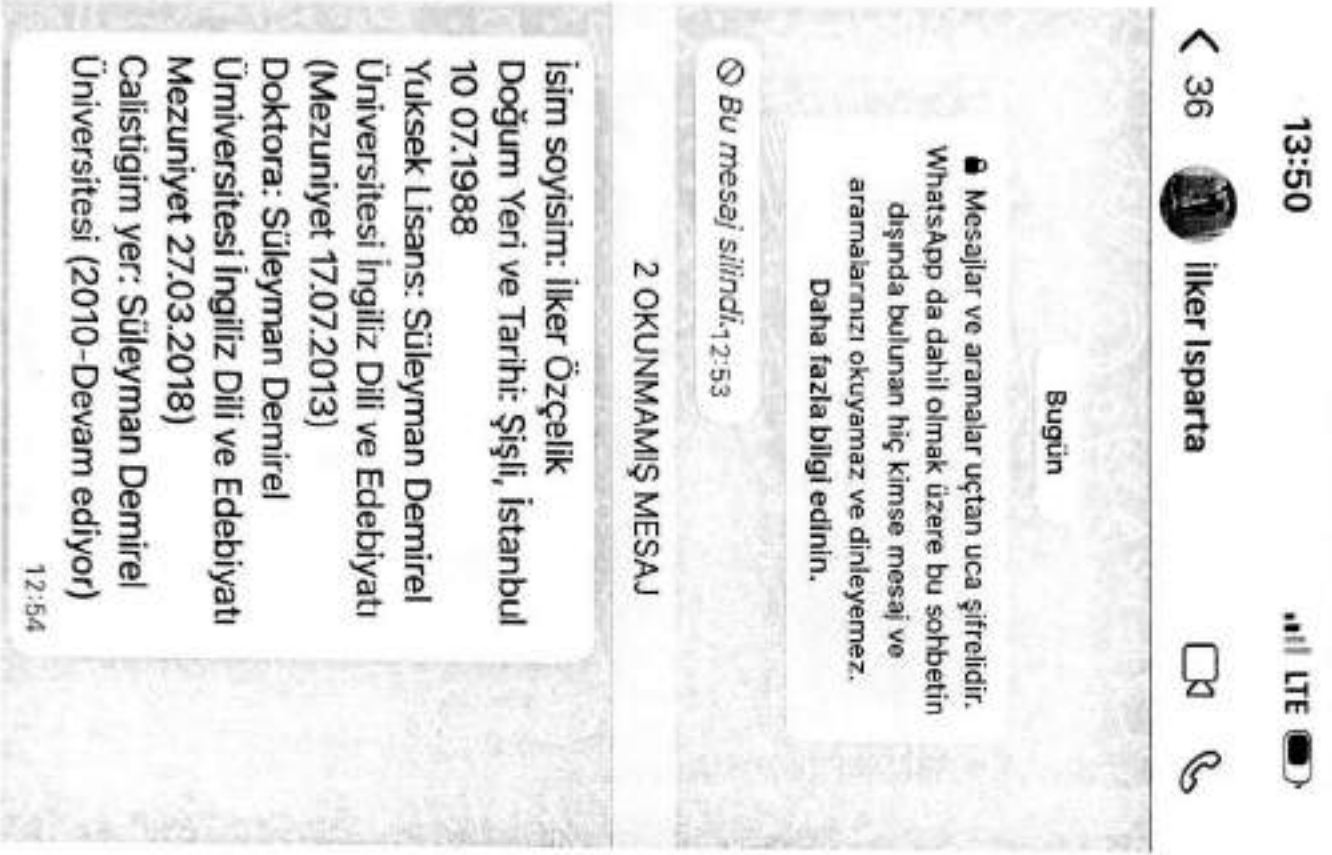 13:50
LTE
36
İlker Isparta
Bugün
Mesajlar ve aramalar uçtan uca şifrelidir.
WhatsApp da dahil olmak üzere bu sohbetin
dışında bulunan hiç kimse mesaj ve
aramalarınızı okuyamaz ve dinleyemez.
Daha fazla bilgi edinin.
Bu mesaj silindi. 12:53
2 OKUNMAMIŞ MESAJ
İsim soyisim: İlker Özçelik
Doğum Yeri ve Tarihi: Şişli, İstanbul
10 07.1988
Yuksek Lisans: Süleyman Demirel
Üniversitesi İngiliz Dili ve Edebiyatı
(Mezuniyet 17.07.2013)
Doktora: Süleyman Demirel
Ümiversitesi İngiliz Dili ve Edebiyatı
Mezuniyet 27.03.2018)
Calistigim yer: Süleyman Demirel
Üniversitesi (2010-Devam ediyor)
12:54